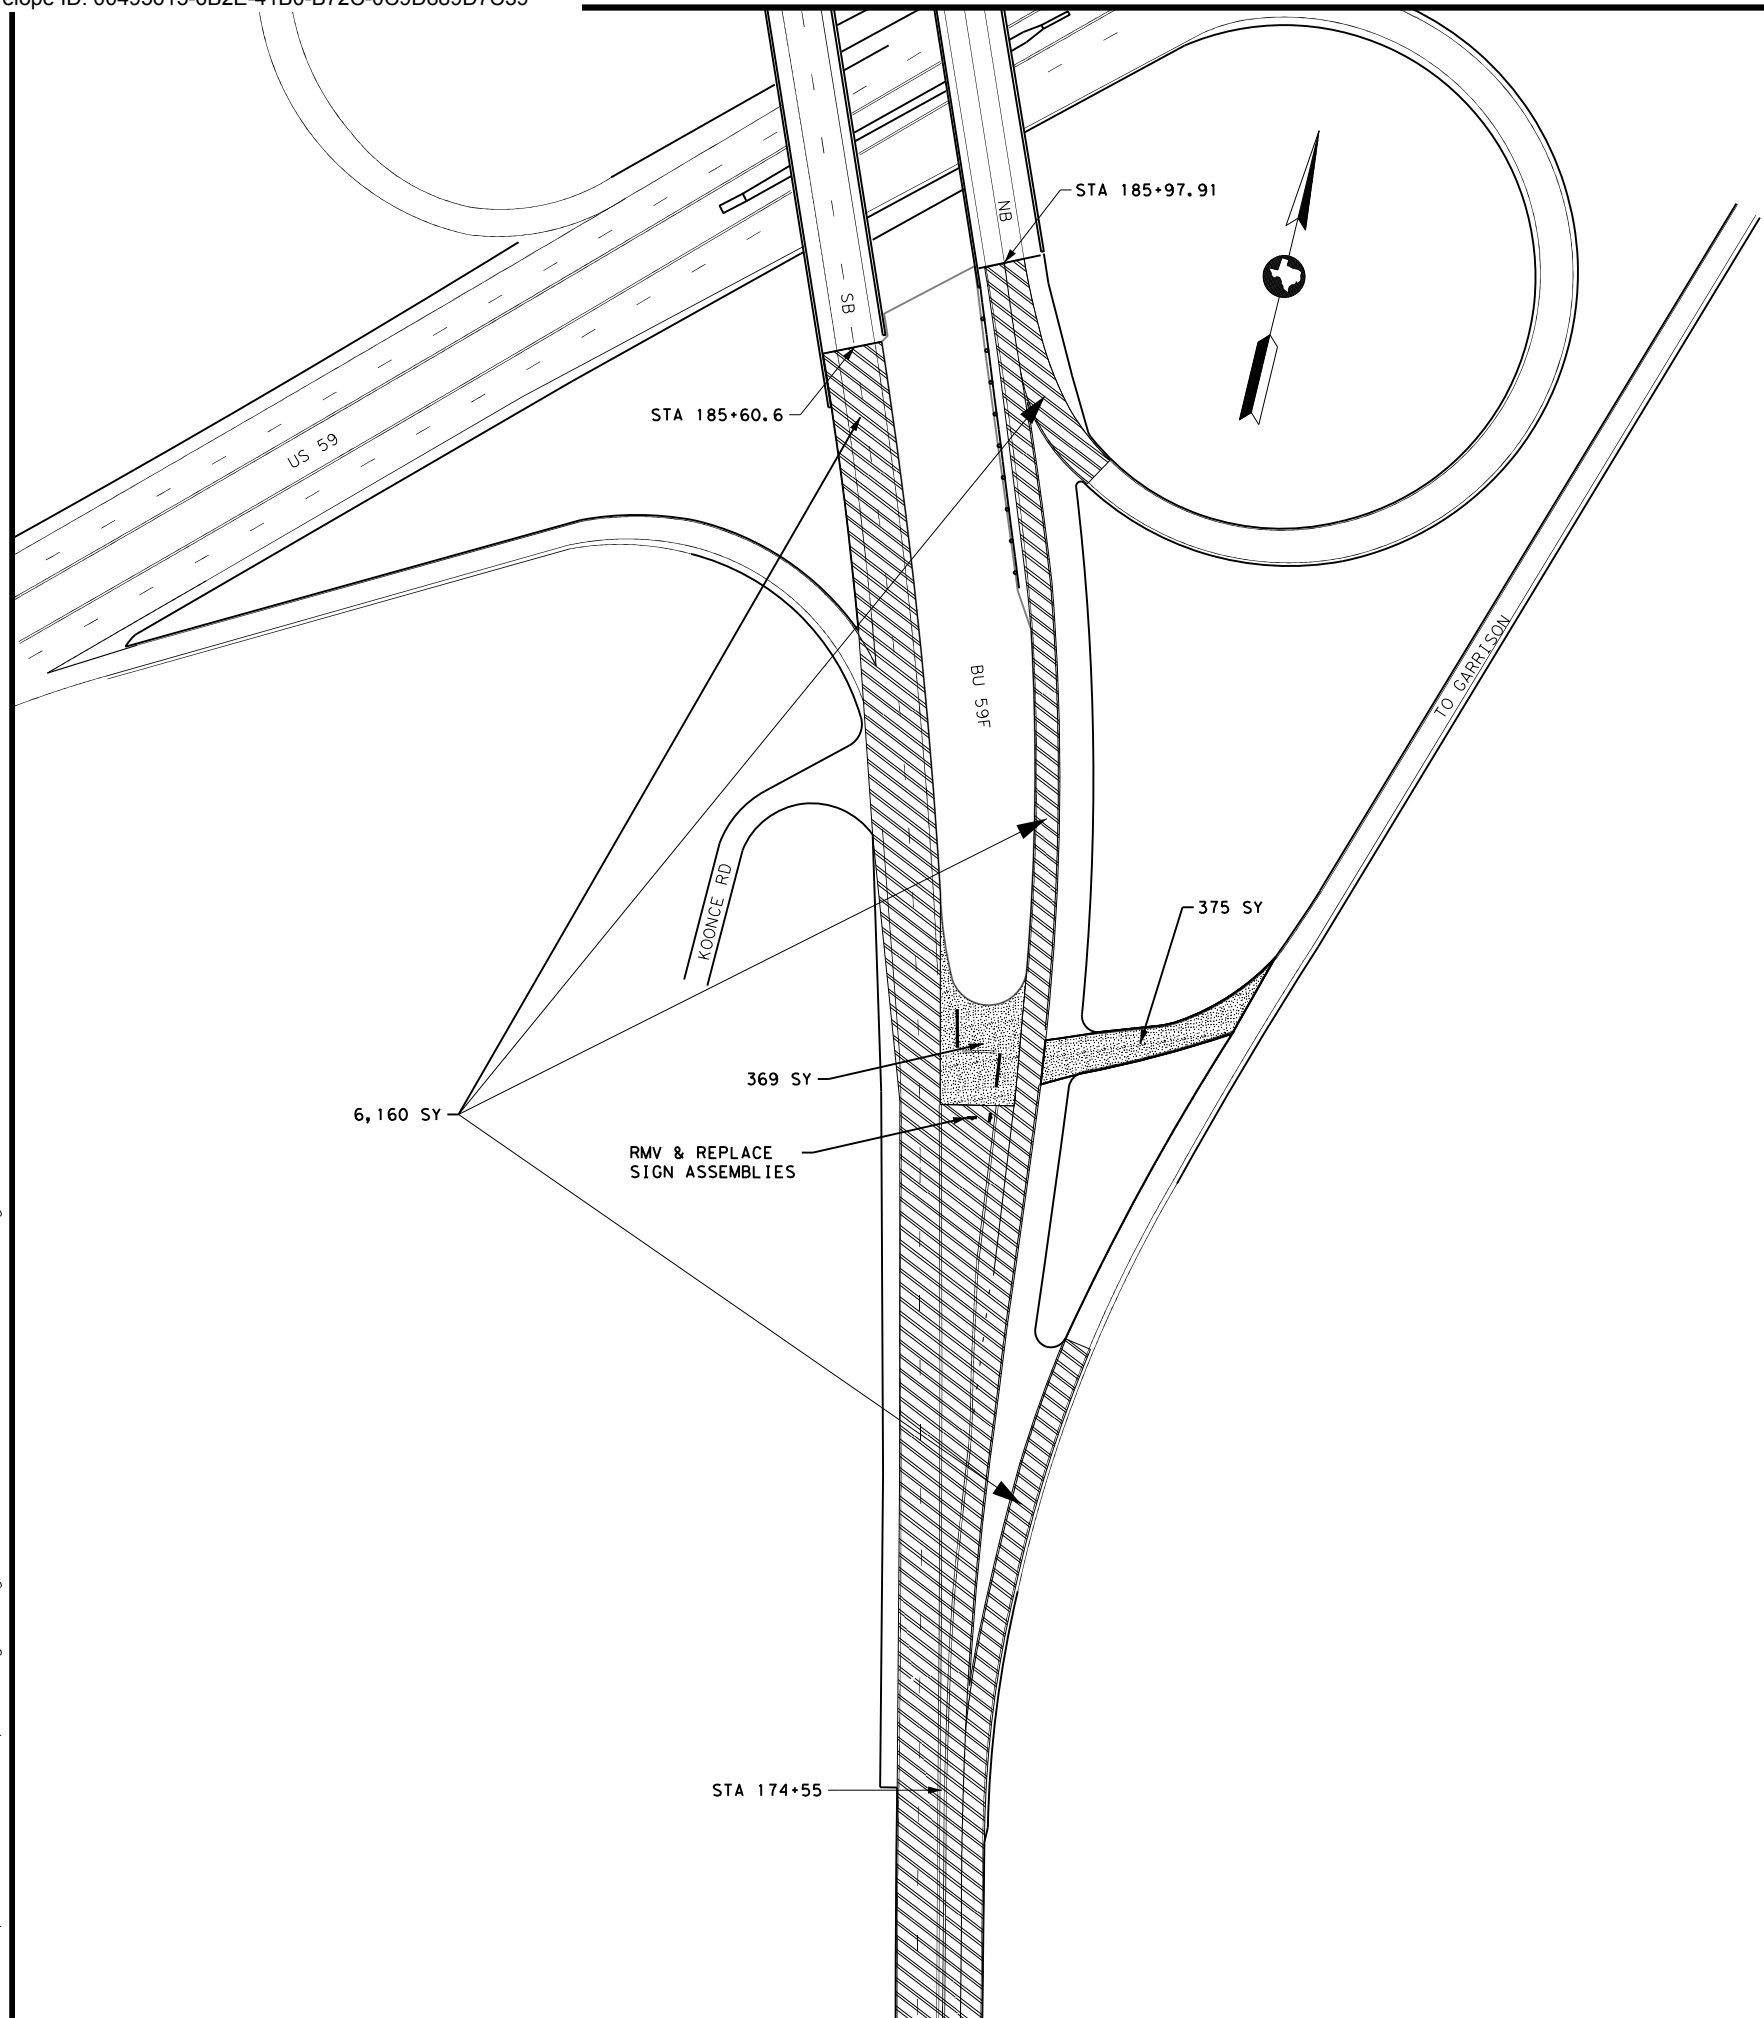 STA 185+97.91
NB
SB
STA 185+60.6
US 59
TO GARRISON
BU 59F
KOONCE RD
375 SY
369 SY
6,160 SY
RMV & REPLACE
SIGN ASSEMBLIES
STA 174+55